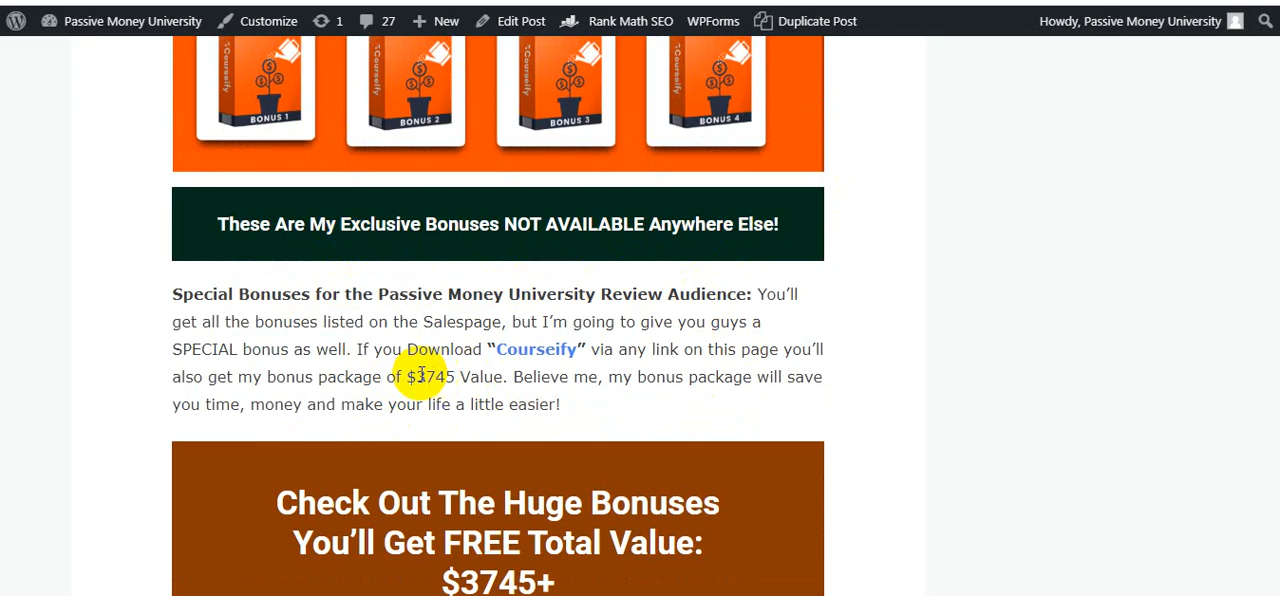 Passive Money University Customize 1 27 New Edit Post Rank Math SEO WPForms Duplicate Post Howdy, Passive Money University
Courseify Courseify Courseify Courseify
BONUS 1 BONUS 2 BONUS 3 BONUS 4
These Are My Exclusive Bonuses NOT AVAILABLE Anywhere Else!
Special Bonuses for the Passive Money University Review Audience: You’ll
get all the bonuses listed on the Salespage, but I’m going to give you guys a
SPECIAL bonus as well. If you Download “Courseify” via any link on this page you’ll
also get my bonus package of $3745 Value. Believe me, my bonus package will save
you time, money and make your life a little easier!
Check Out The Huge Bonuses
You’ll Get FREE Total Value:
$3745+